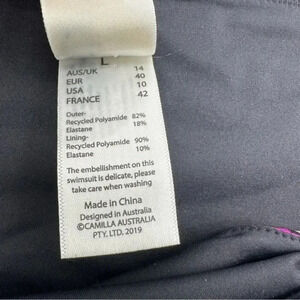 L
AUS/UK 14
EUR 40
USA 10
FRANCE 42
Outer-
Recycled Polyamide 82%
Elastane 18%
Lining-
Recycled Polyamide 90%
Elastane 10%
The embellishment on this
swimsuit is delicate, please
take care when washing
Made in China
Designed in Australia
©CAMILLA AUSTRALIA
PTY. LTD. 2019